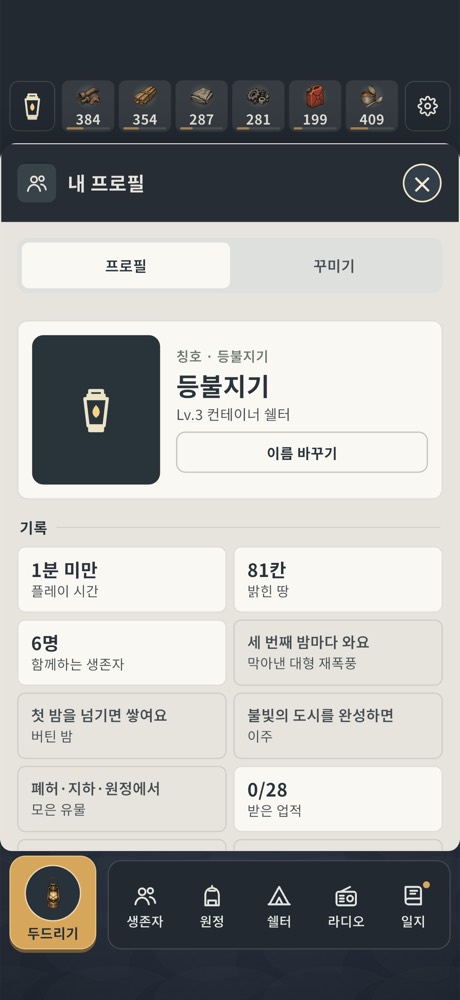 384
354
287
281
199
409
내 프로필
프로필
꾸미기
칭호 · 등불지기
등불지기
Lv.3 컨테이너 쉘터
이름 바꾸기
기록
1분 미만
플레이 시간
81칸
밝힌 땅
6명
함께하는 생존자
세 번째 밤마다 와요
막아낸 대형 재폭풍
첫 밤을 넘기면 쌓여요
버틴 밤
불빛의 도시를 완성하면
이주
폐허·지하·원정에서
모은 유물
0/28
받은 업적
두드리기
생존자
원정
쉘터
라디오
일지